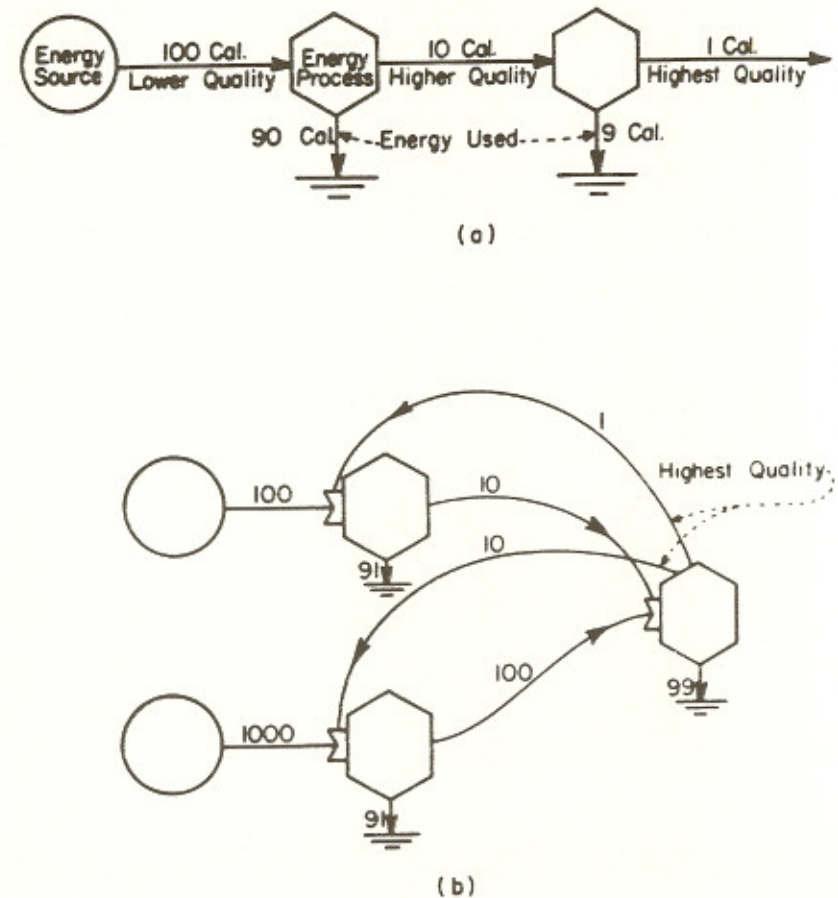 Energy
Source
100 Cal.
Lower Quality
Energy
Process
10 Cal.
Higher Quality
1 Cal.
Highest Quality
90 Cal.
Energy Used
9 Cal.
(a)
1
Highest Quality
100
10
91
10
100
99
1000
91
(b)